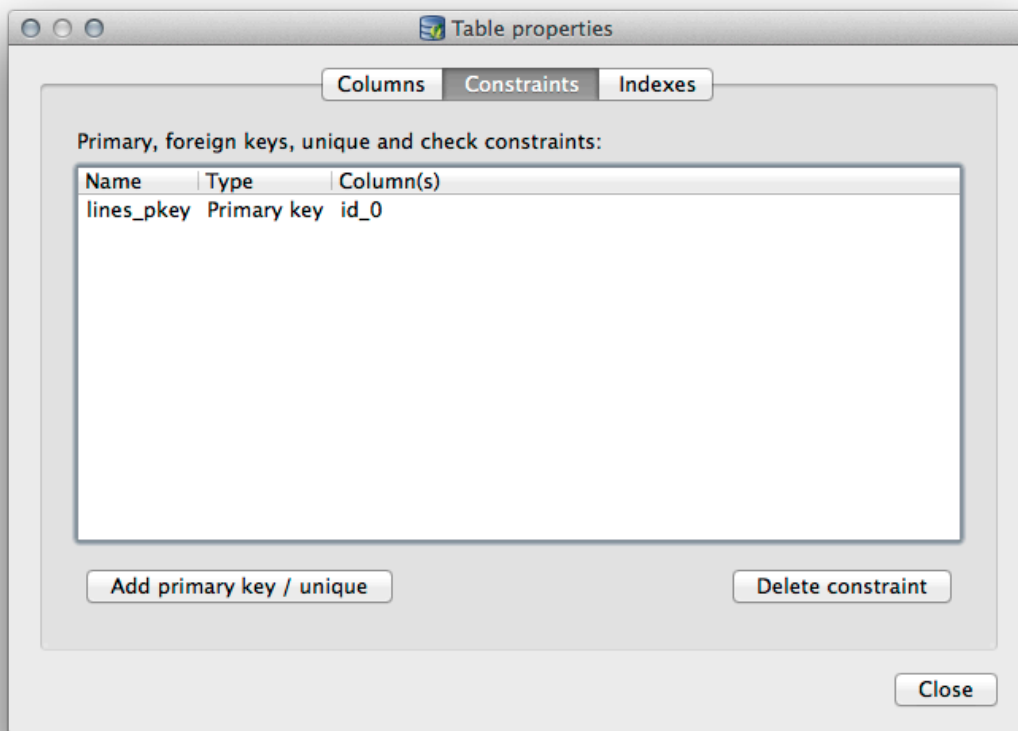 Table properties
Columns Constraints Indexes
Primary, foreign keys, unique and check constraints:
Name Type Column(s)
lines_pkey Primary key id_0
Add primary key / unique Delete constraint
Close